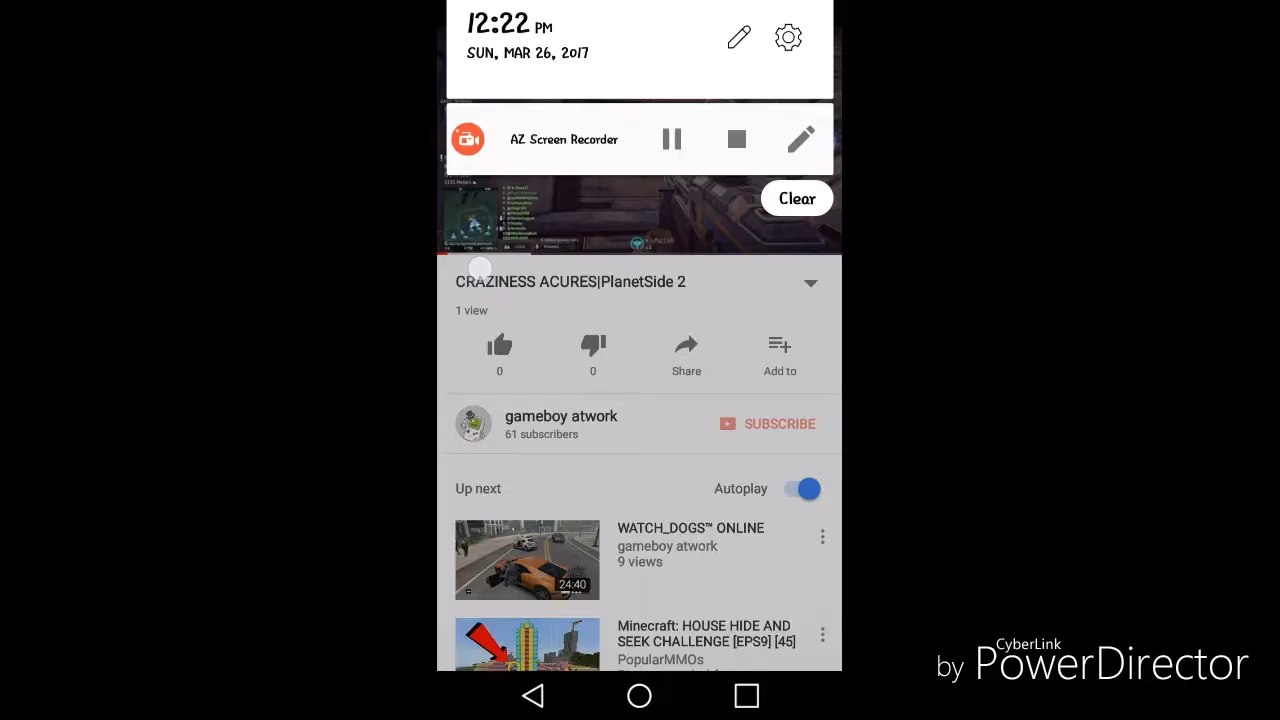 12:22 PM
SUN, MAR 26, 2017
AZ Screen Recorder
Clear
CRAZINESS ACURES|PlanetSide 2
1 view
0
0
Share
Add to
gameboy atwork
61 subscribers
SUBSCRIBE
Up next
Autoplay
WATCH_DOGS™ ONLINE
gameboy atwork
9 views
24:40
Minecraft: HOUSE HIDE AND
SEEK CHALLENGE [EPS9] [45]
PopularMMOs
CyberLink
by PowerDirector